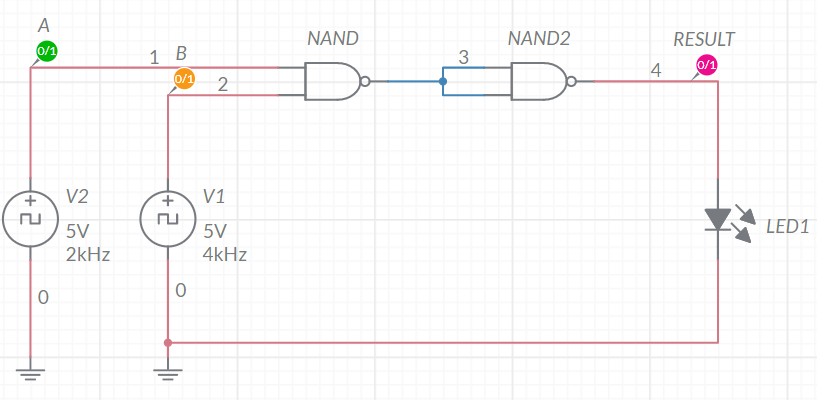 A
0/1
1
B
0/1
2
NAND
3
NAND2
4
RESULT
0/1
V2
5V
2kHz
0
V1
5V
4kHz
0
LED1